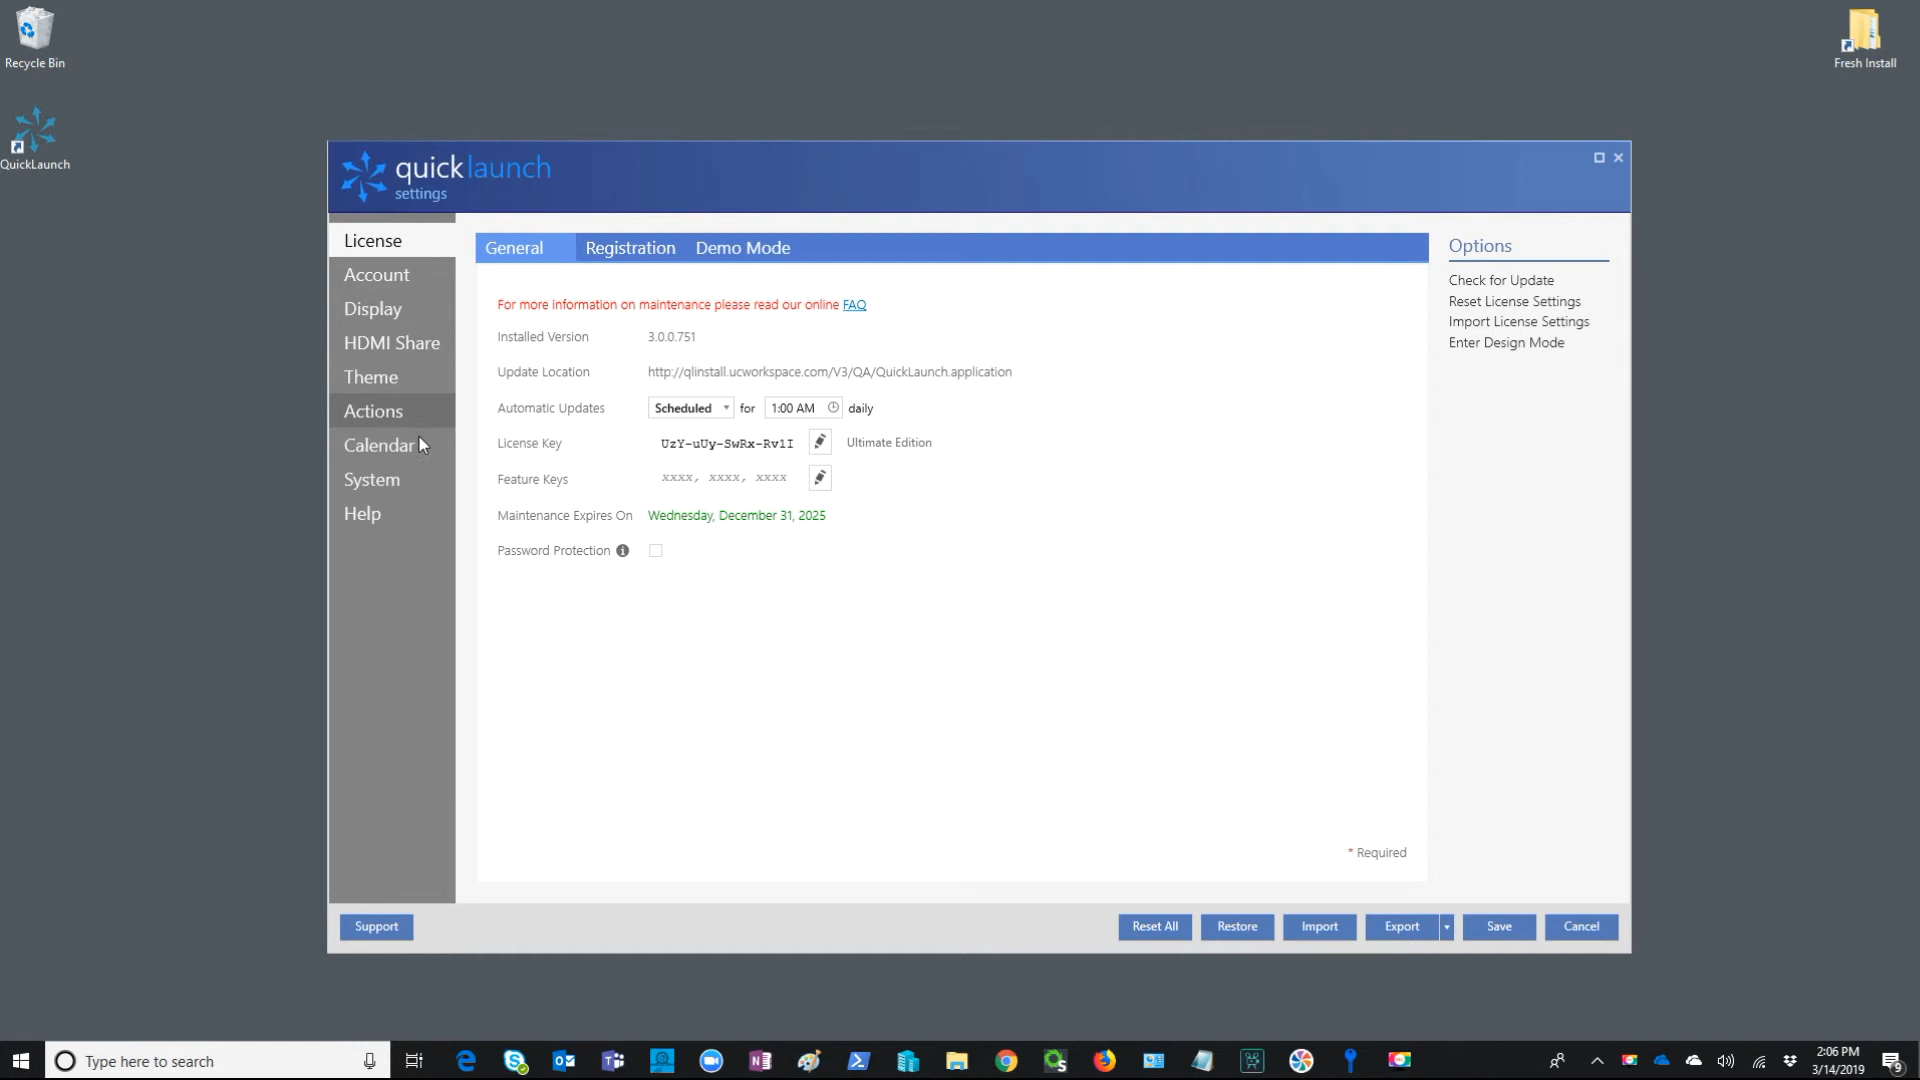 Recycle Bin
Fresh Install
QuickLaunch
quicklaunch
settings
License
Account
Display
HDMI Share
Theme
Actions
Calendar
System
Help
General Registration Demo Mode
For more information on maintenance please read our online FAQ
Installed Version 3.0.0.751
Update Location http://qlinstall.ucworkspace.com/V3/QA/QuickLaunch.application
Automatic Updates Scheduled for 1:00 AM daily
License Key UzY-uUy-SwRx-RvlI Ultimate Edition
Feature Keys xxxx, xxxx, xxxx
Maintenance Expires On Wednesday, December 31, 2025
Password Protection
* Required
Options
Check for Update
Reset License Settings
Import License Settings
Enter Design Mode
Support Reset All Restore Import Export Save Cancel
Type here to search
2:06 PM
3/14/2019
9